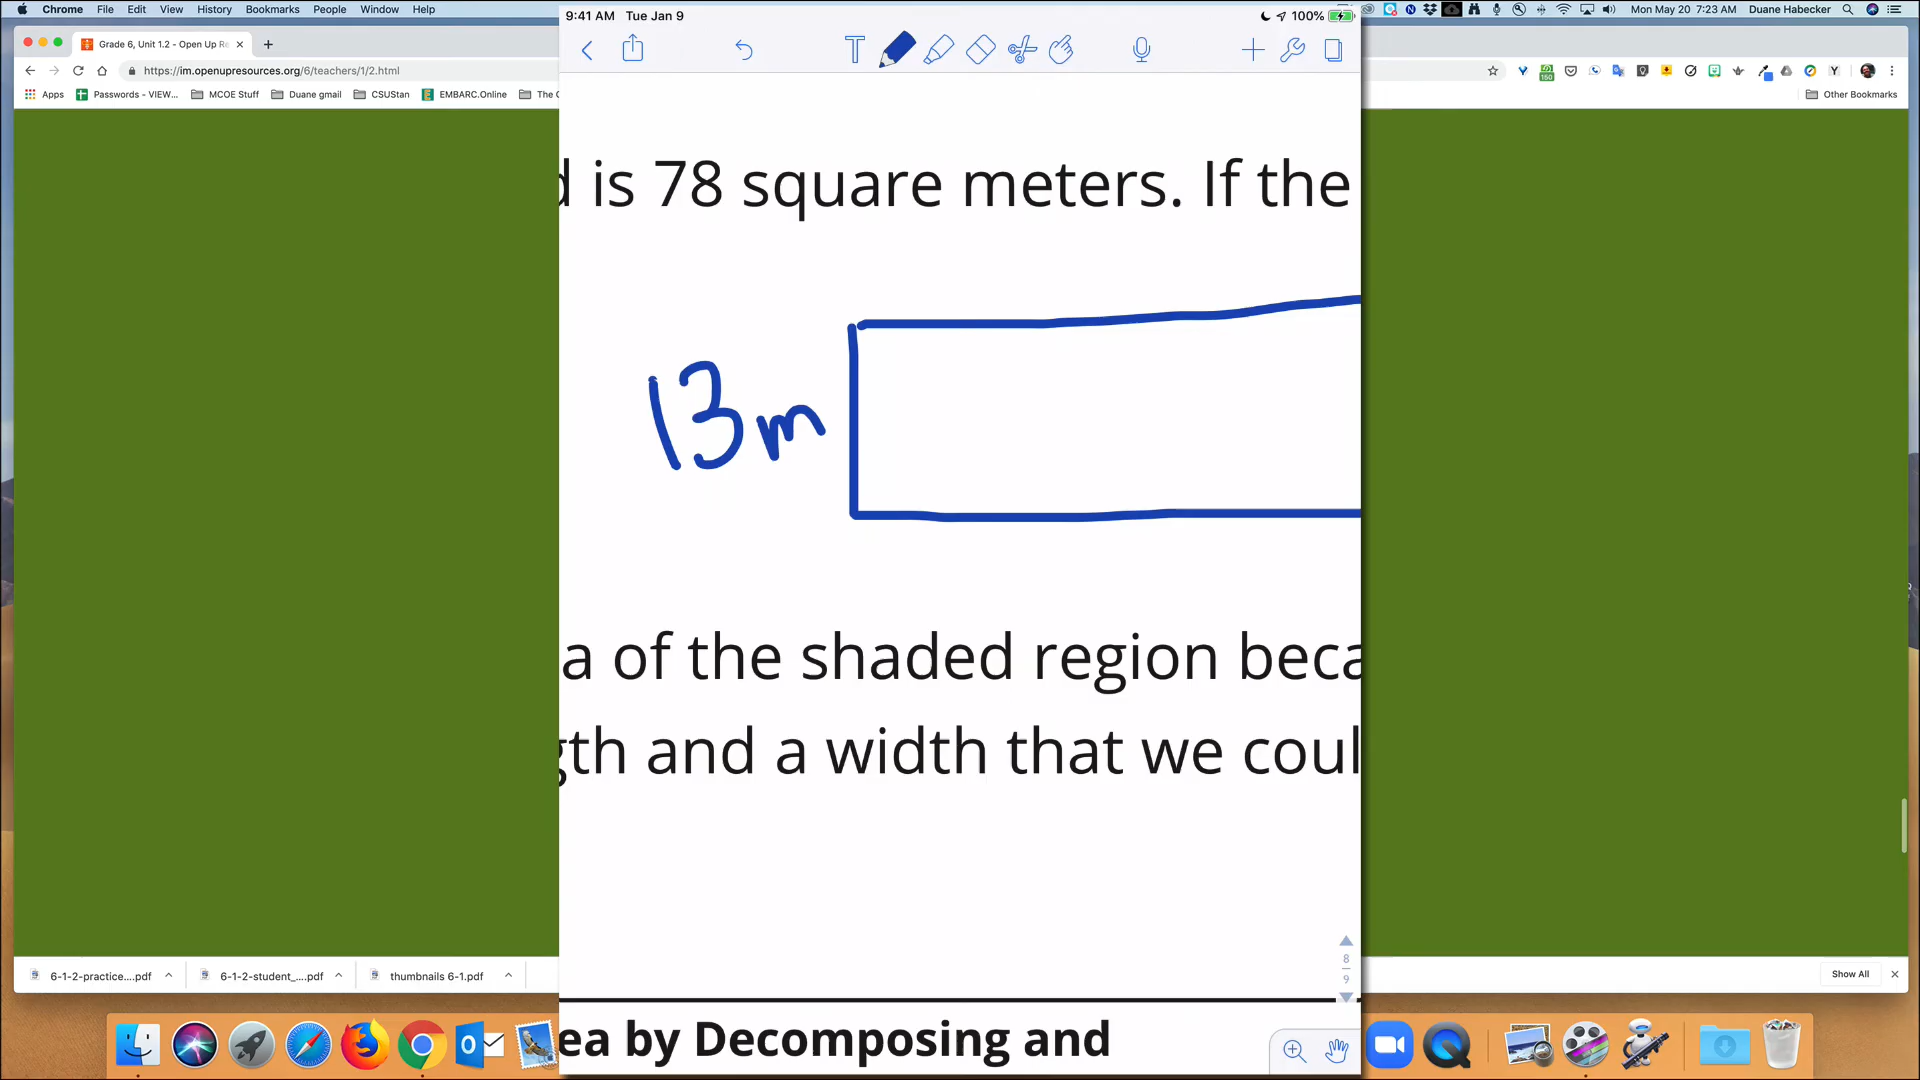 Chrome File Edit View History Bookmarks People Window Help
Mon May 20 7:23 AM Duane Habecker
9:41 AM Tue Jan 9
100%
Grade 6, Unit 1.2 - Open Up Re
https://im.openupresources.org/6/teachers/1/2.html
Apps Passwords - VIEW... MCOE Stuff Duane gmail CSUStan EMBARC.Online The C
Other Bookmarks
150
T
d is 78 square meters. If the
13m
a of the shaded region beca
gth and a width that we coul
8
9
6-1-2-practice....pdf 6-1-2-student_....pdf thumbnails 6-1.pdf
Show All
ea by Decomposing and